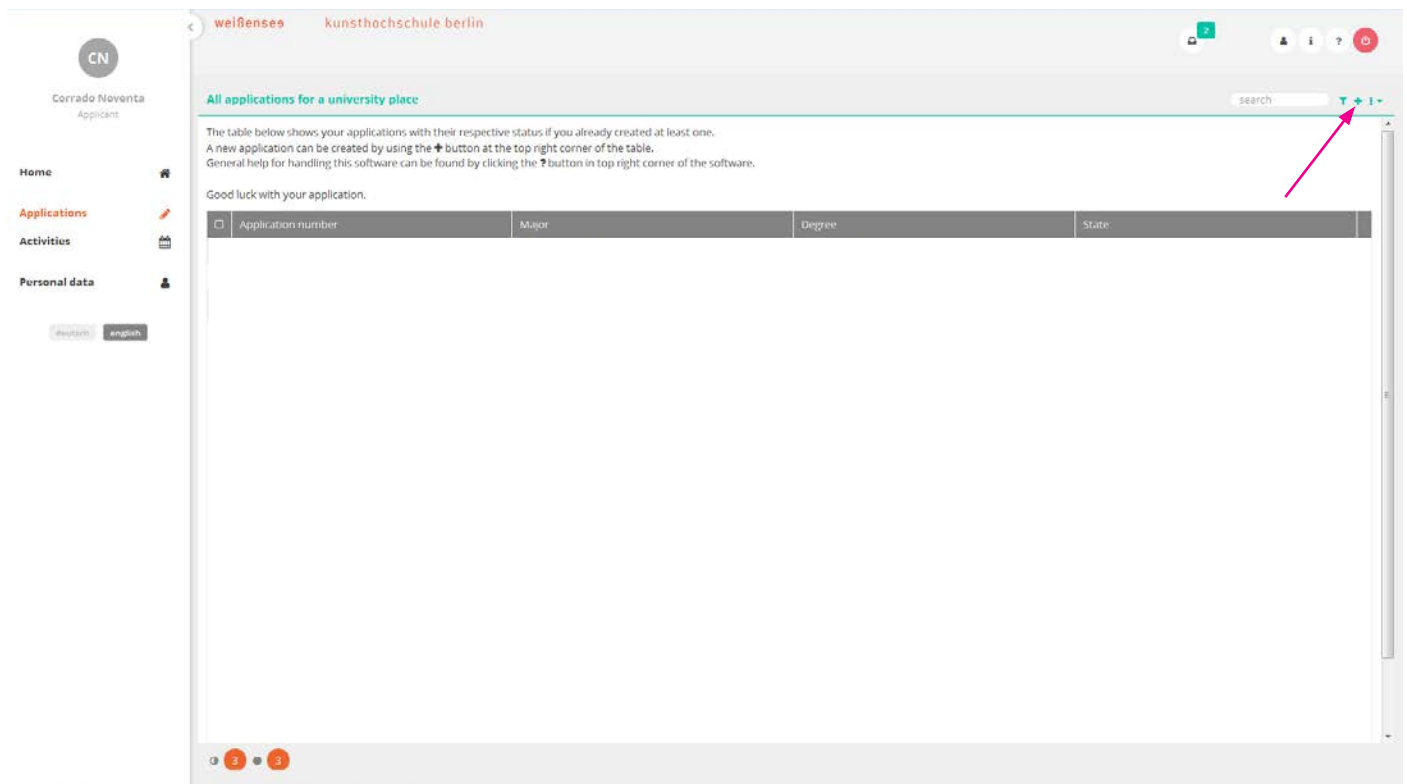 weißensee kunsthochschule berlin
2
i ?
CN
Corrado Noventa
Applicant
Home
Applications
Activities
Personal data
deutsch english
All applications for a university place
search
The table below shows your applications with their respective status if you already created at least one.
A new application can be created by using the + button at the top right corner of the table.
General help for handling this software can be found by clicking the ? button in top right corner of the software.
Good luck with your application.
Application number Major Degree State
3 3